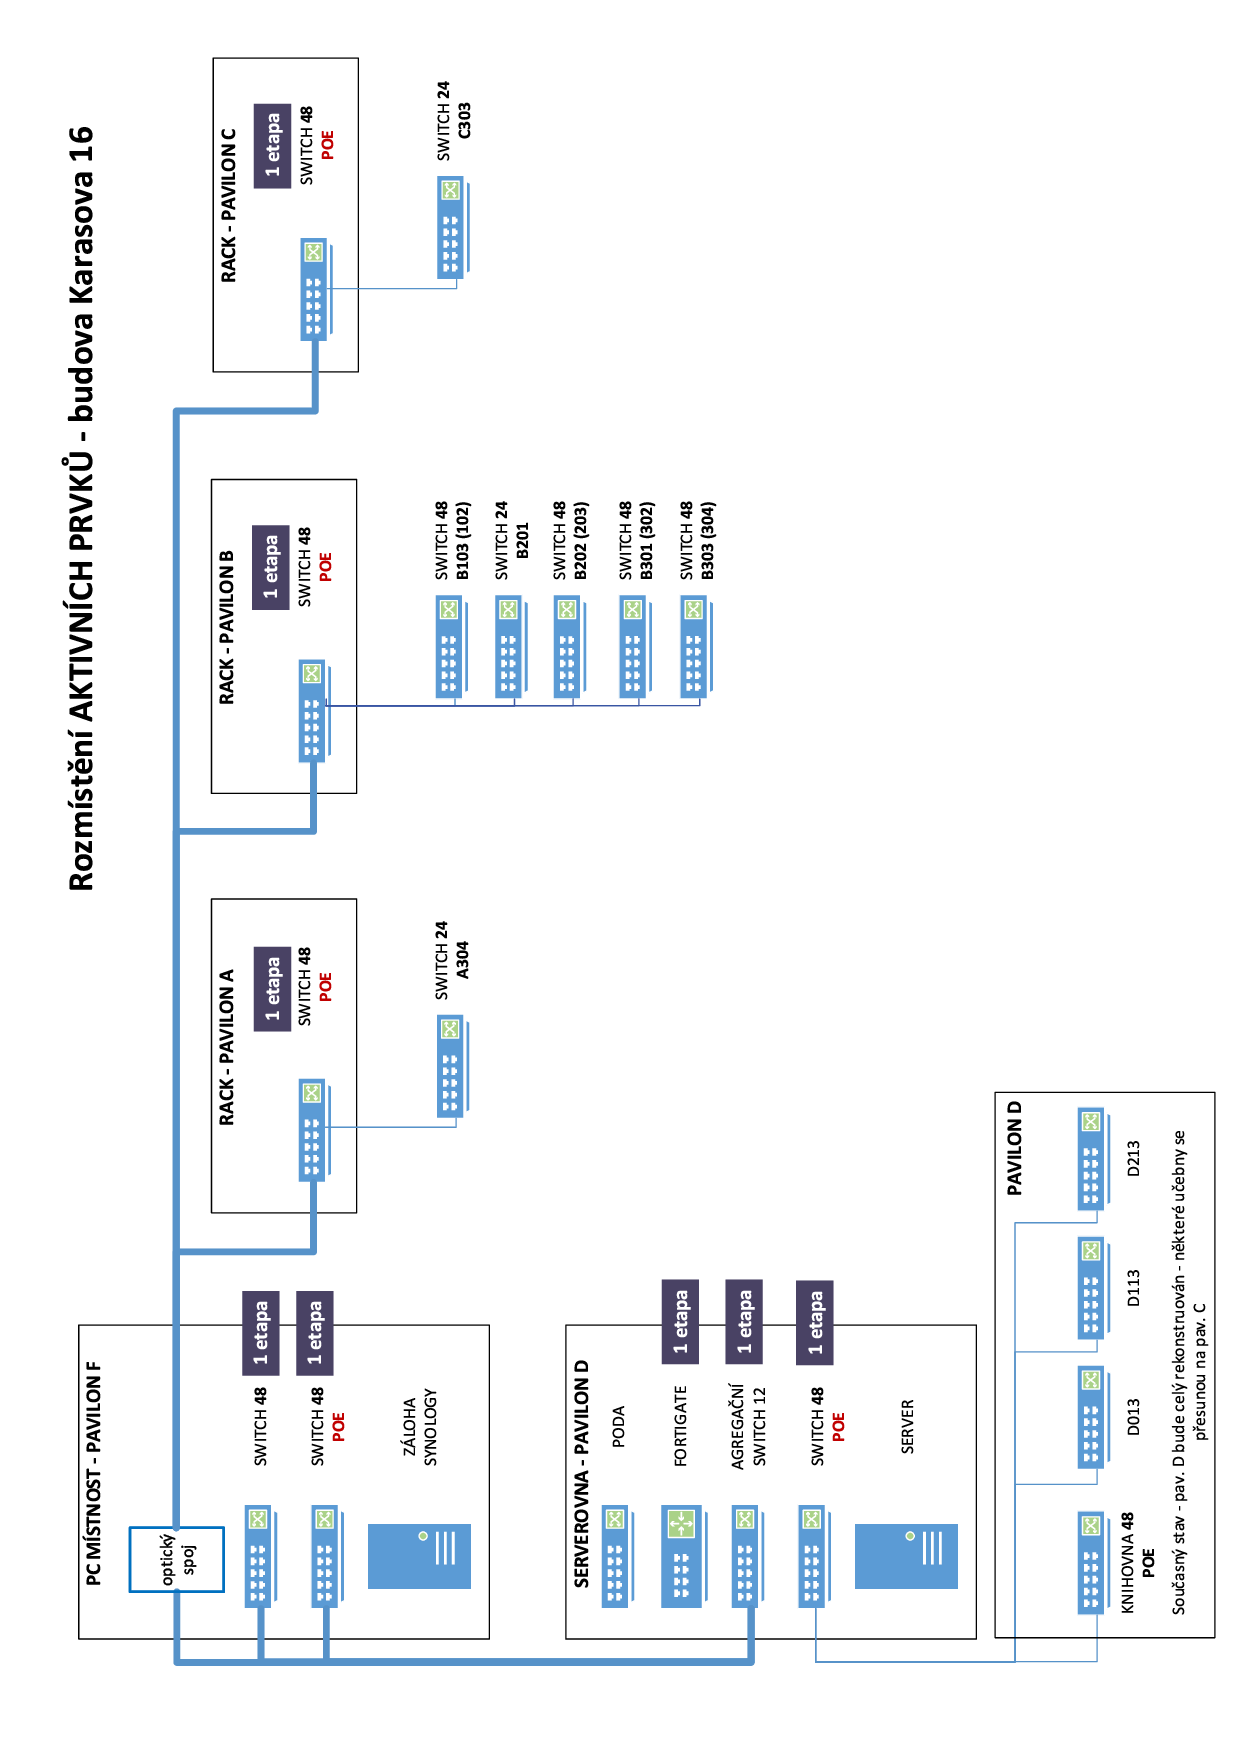 Rozmístění AKTIVNÍCH PRVKŮ - budova Karasova 16
PC MÍSTNOST - PAVILON F
optický
spoj
1 etapa
SWITCH 48
1 etapa
SWITCH 48
POE
ZÁLOHA
SYNOLOGY
RACK - PAVILON A
1 etapa
SWITCH 48
POE
SWITCH 24
A304
RACK - PAVILON B
1 etapa
SWITCH 48
POE
SWITCH 48
B103 (102)
SWITCH 24
B201
SWITCH 48
B202 (203)
SWITCH 48
B301 (302)
SWITCH 48
B303 (304)
RACK - PAVILON C
1 etapa
SWITCH 48
POE
SWITCH 24
C303
SERVEROVNA - PAVILON D
PODA
1 etapa
FORTIGATE
1 etapa
AGREGAČNÍ
SWITCH 12
1 etapa
SWITCH 48
POE
SERVER
PAVILON D
KNIHOVNA 48
POE
D013
D113
D213
Současný stav - pav. D bude celý rekonstruován - některé učebny se
přesunou na pav. C